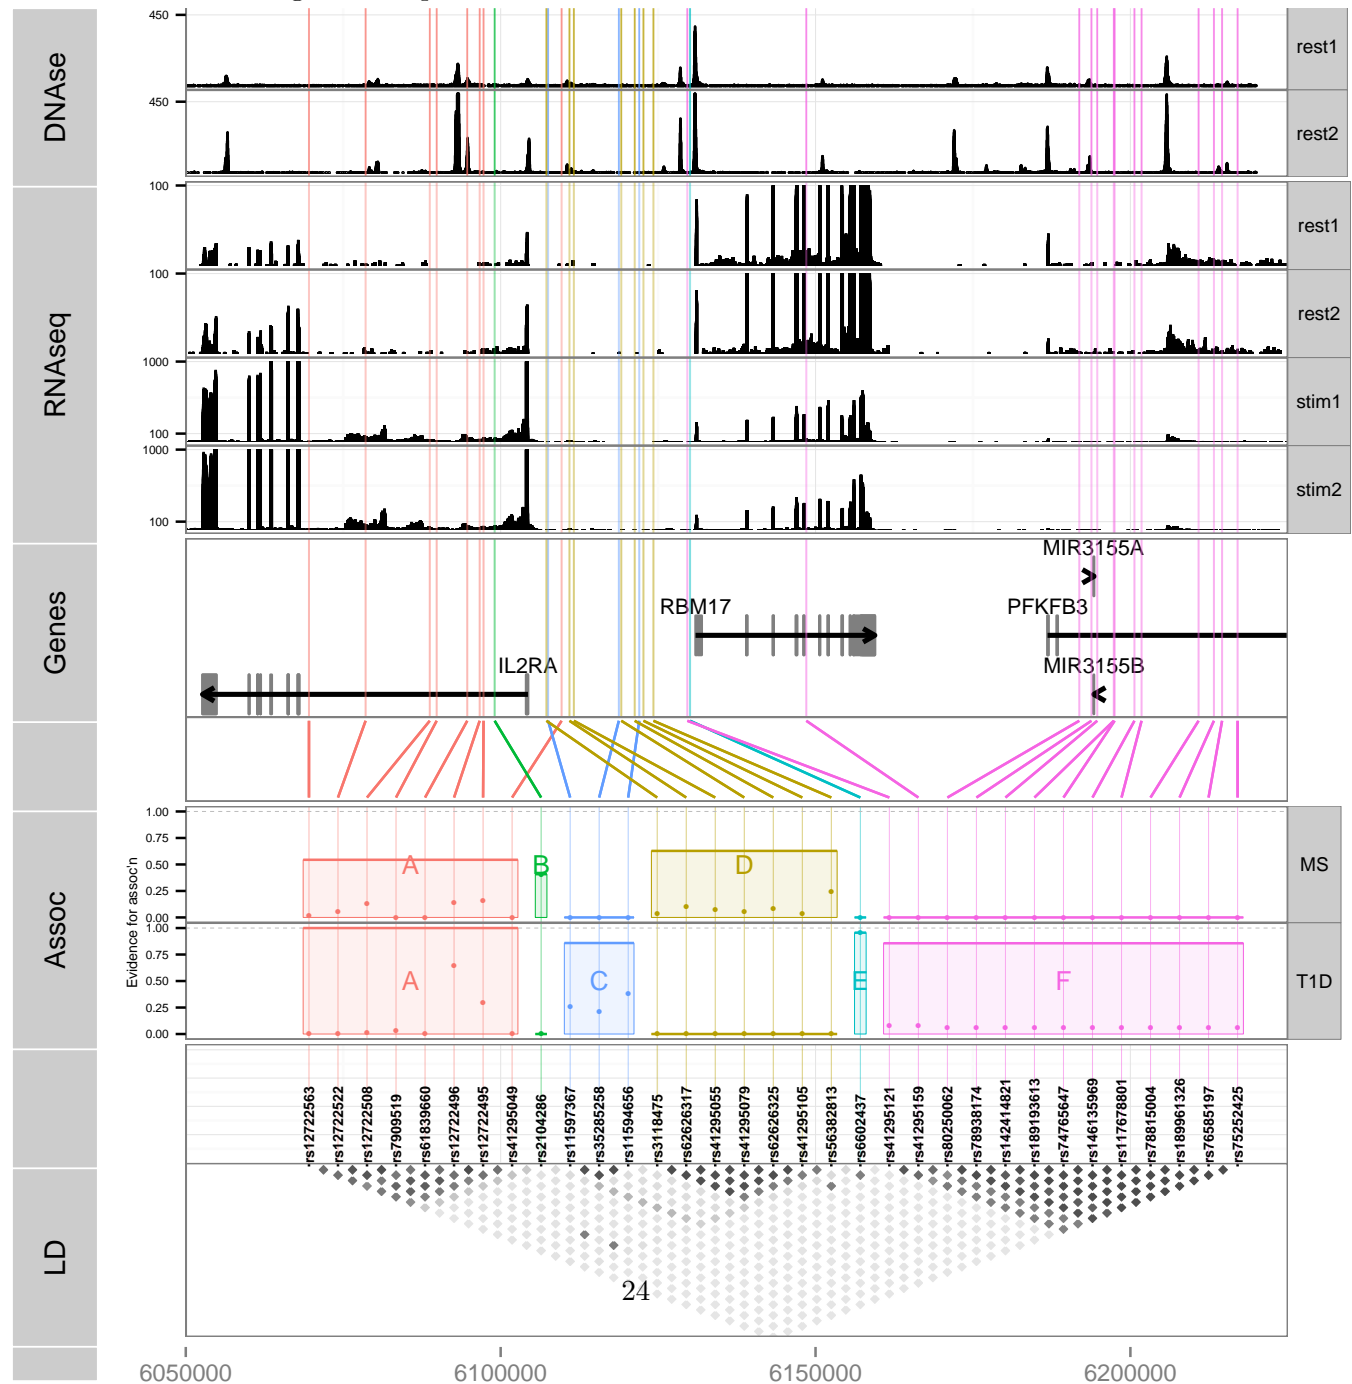 DNAse
450
rest1
450
rest2
RNAseq
100
rest1
100
rest2
1000
100
stim1
1000
100
stim2
Genes
MIR3155A
RBM17
PFKFB3
IL2RA
MIR3155B
Assoc
Evidence for assoc'n
1.00
0.75
0.50
0.25
0.00
A
B
D
MS
1.00
0.75
0.50
0.25
0.00
A
C
E
F
T1D
rs12722563
rs12722522
rs12722508
rs7909519
rs61839660
rs12722496
rs12722495
rs41295049
rs2104286
rs11597367
rs35285258
rs11594656
rs3118475
rs62626317
rs41295055
rs41295079
rs62626325
rs41295105
rs56382813
rs6602437
rs41295121
rs41295159
rs80250062
rs78938174
rs142414821
rs189193613
rs74765647
rs146135969
rs117678801
rs78815004
rs189961326
rs76585197
rs75252425
LD
24
6050000
6100000
6150000
6200000